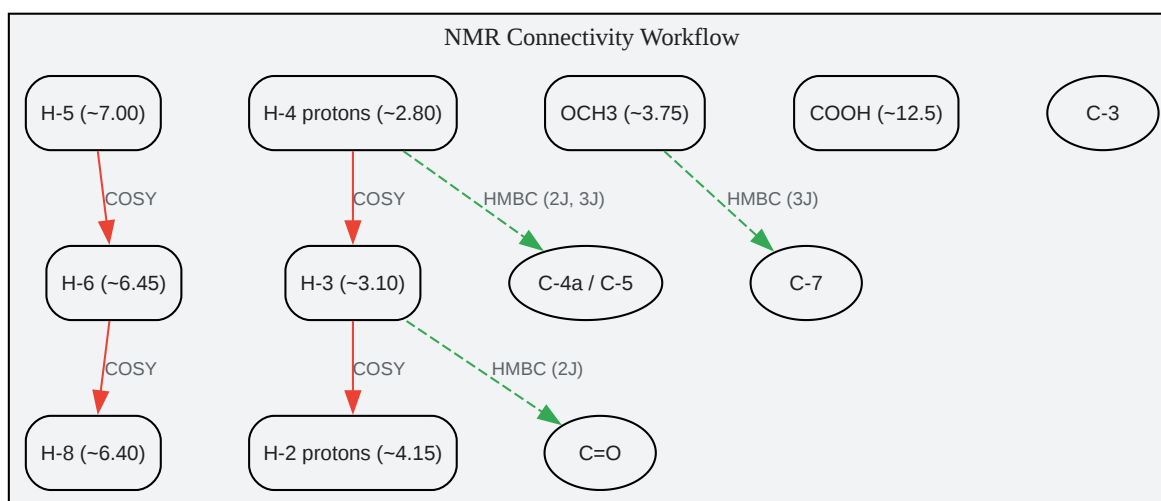 NMR Connectivity Workflow
H-5 (~7.00)
H-4 protons (~2.80)
OCH3 (~3.75)
COOH (~12.5)
C-3
COSY
COSY
HMBC (2J, 3J)
HMBC (3J)
H-6 (~6.45)
H-3 (~3.10)
C-4a / C-5
C-7
COSY
COSY
HMBC (2J)
H-8 (~6.40)
H-2 protons (~4.15)
C=O